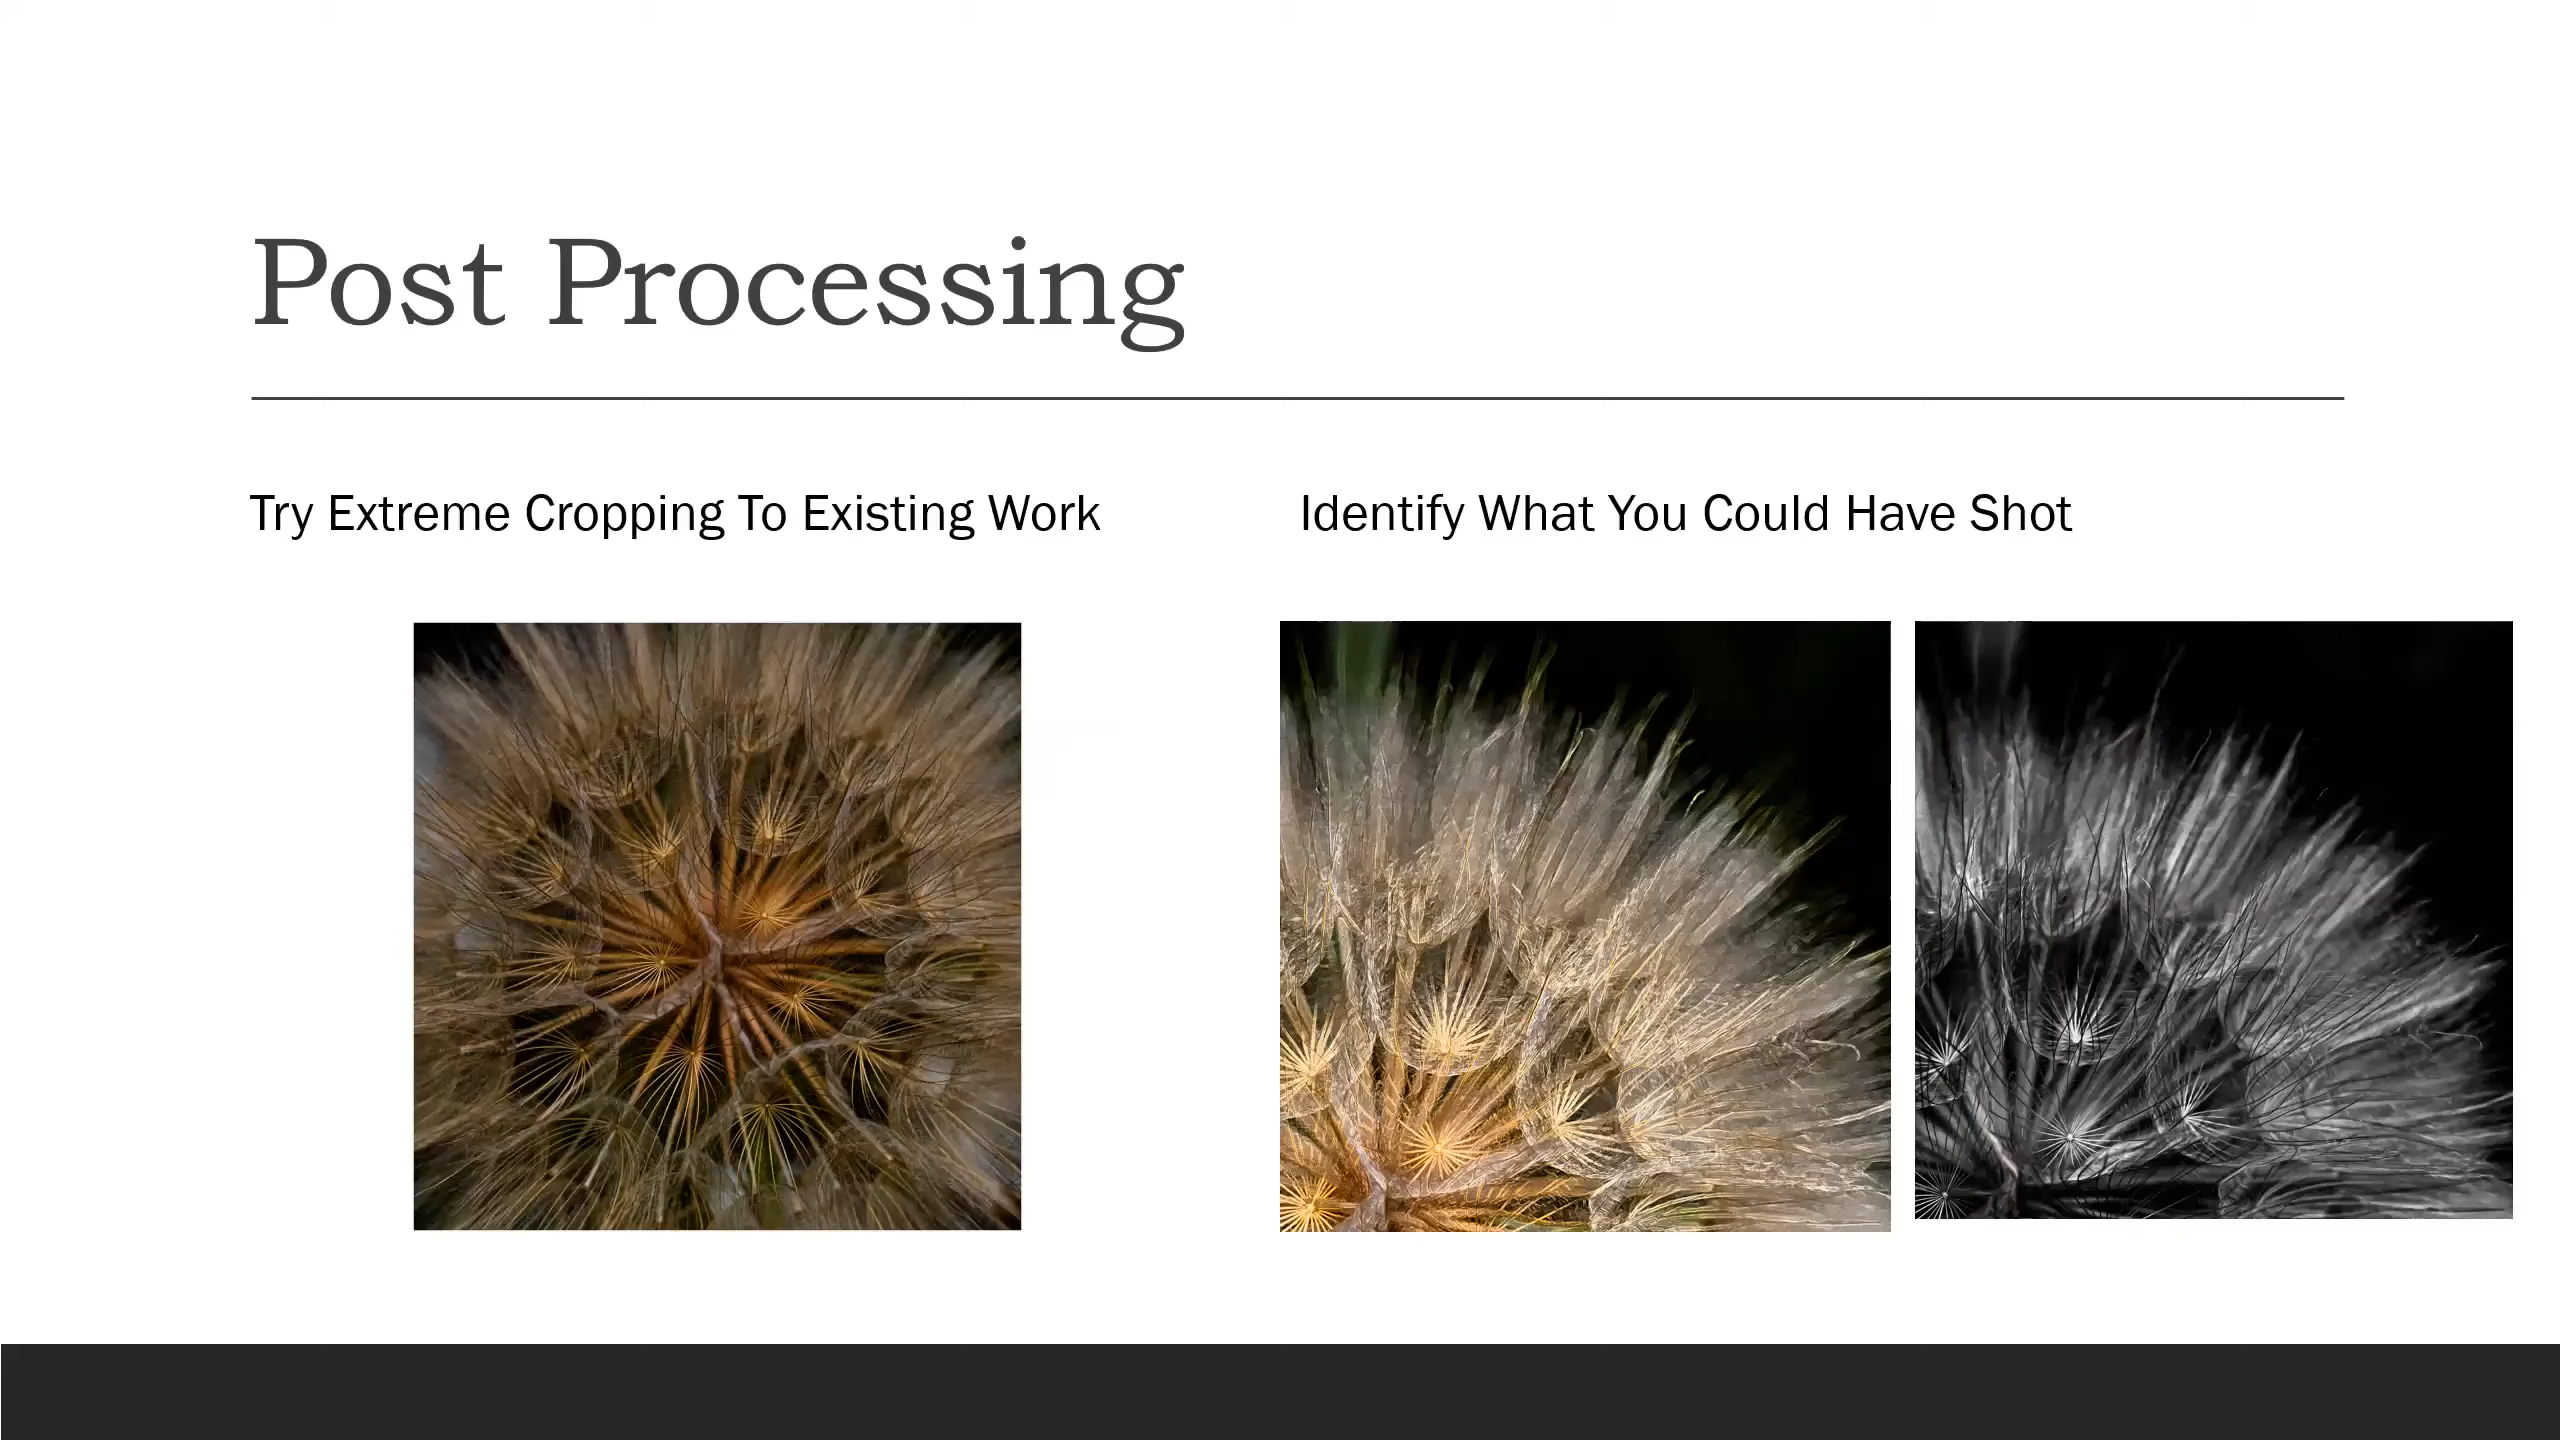 Post Processing
Try Extreme Cropping To Existing Work
Identify What You Could Have Shot